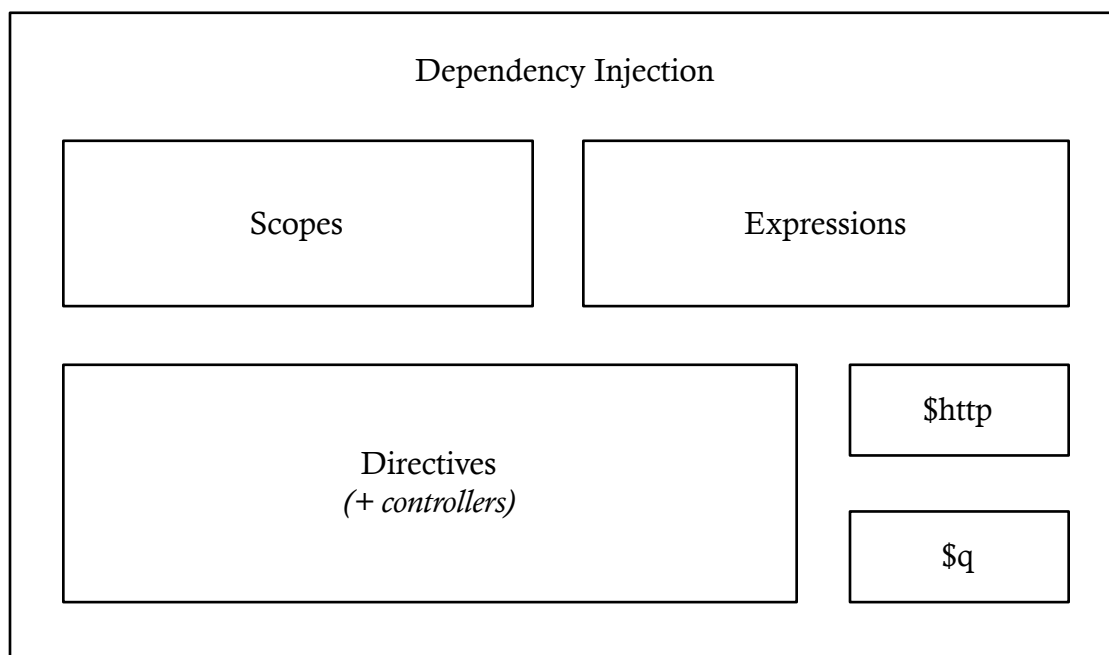 Dependency Injection
Scopes
Expressions
Directives
(+ controllers)
$http
$q